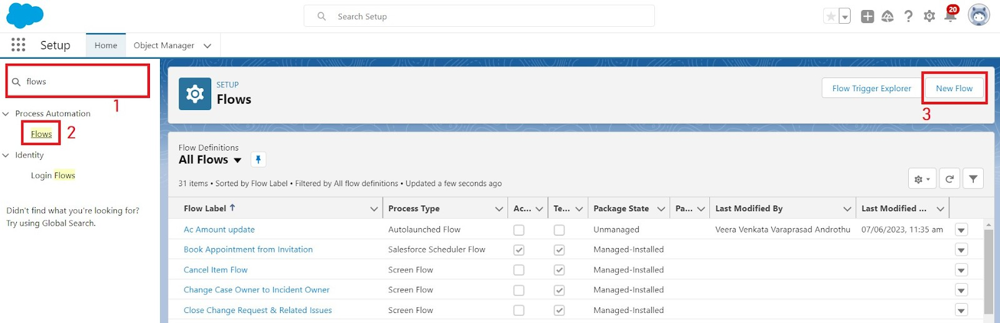 Search Setup
20
Setup
Home
Object Manager
flows
1
Process Automation
Flows
2
Identity
Login Flows
Didn't find what you're looking for?
Try using Global Search.
SETUP
Flows
Flow Trigger Explorer
New Flow
3
Flow Definitions
All Flows
31 items • Sorted by Flow Label • Filtered by All flow definitions • Updated a few seconds ago
Flow Label ↑ Process Type Ac... Te... Package State Pa... Last Modified By Last Modified ...
Ac Amount update Autolaunched Flow Unmanaged Veera Venkata Varaprasad Androthu 07/06/2023, 11:35 am
Book Appointment from Invitation Salesforce Scheduler Flow Managed-Installed
Cancel Item Flow Screen Flow Managed-Installed
Change Case Owner to Incident Owner Screen Flow Managed-Installed
Close Change Request & Related Issues Screen Flow Managed-Installed